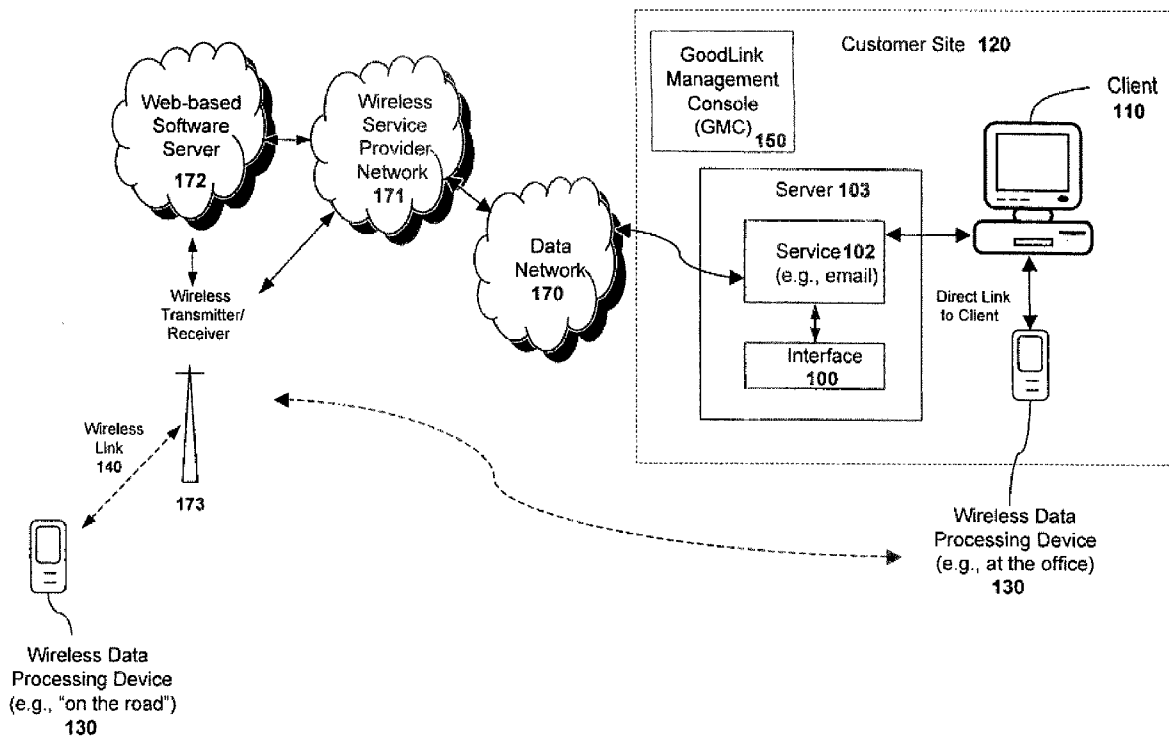 Customer Site 120
GoodLink
Management
Console
(GMC)
150
Client
110
Web-based
Software
Server
172
Wireless
Service
Provider
Network
171
Server 103
Service 102
(e.g., email)
Interface
100
Data
Network
170
Direct Link
to Client
Wireless
Transmitter/
Receiver
Wireless
Link
140
173
Wireless Data
Processing Device
(e.g., at the office)
130
Wireless Data
Processing Device
(e.g., "on the road")
130